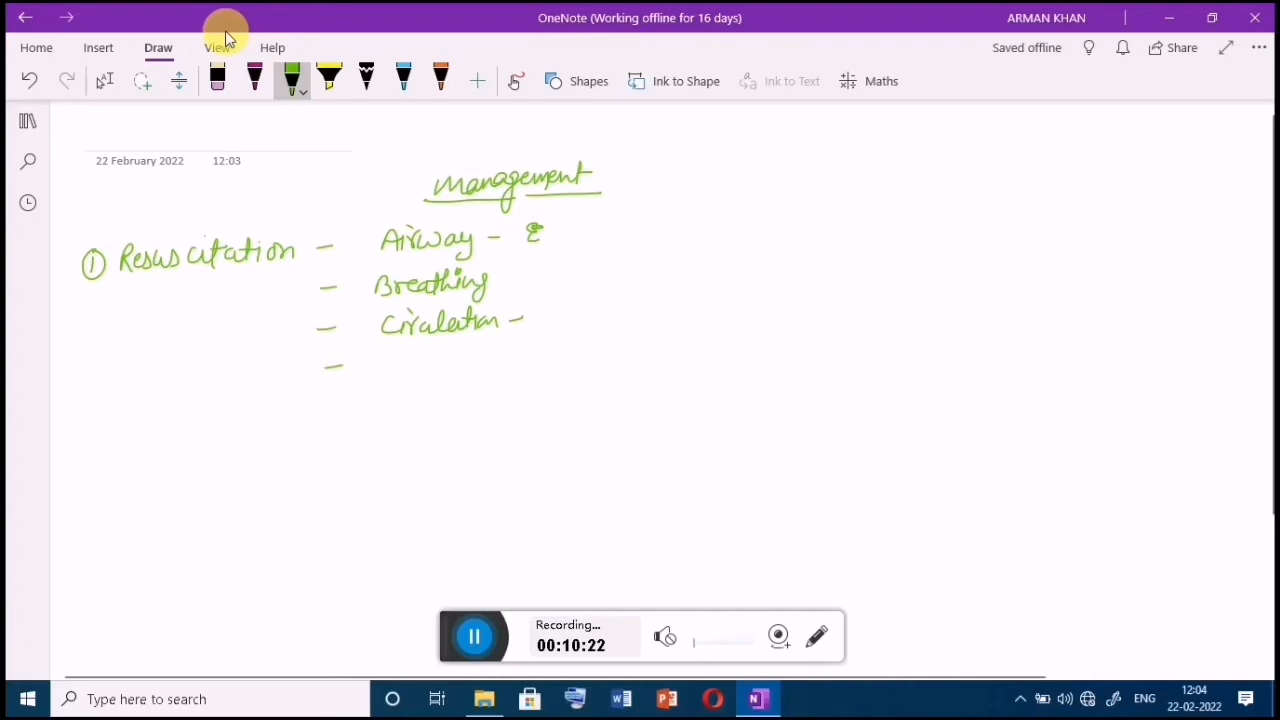 OneNote (Working offline for 16 days) ARMAN KHAN
Home Insert Draw View Help Saved offline Share
Shapes Ink to Shape Ink to Text Maths
22 February 2022 12:03
Management
① Resuscitation - Airway -
- Breathing
- Circulation -
-
Recording...
00:10:22
Type here to search ENG 12:04
22-02-2022